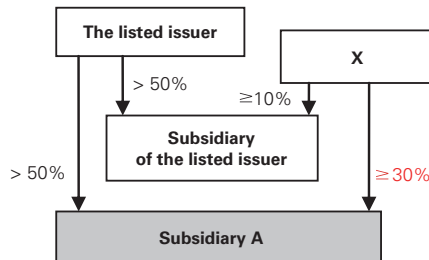 The listed issuer
X
> 50%
≥10%
Subsidiary
of the listed issuer
> 50%
≥30%
Subsidiary A